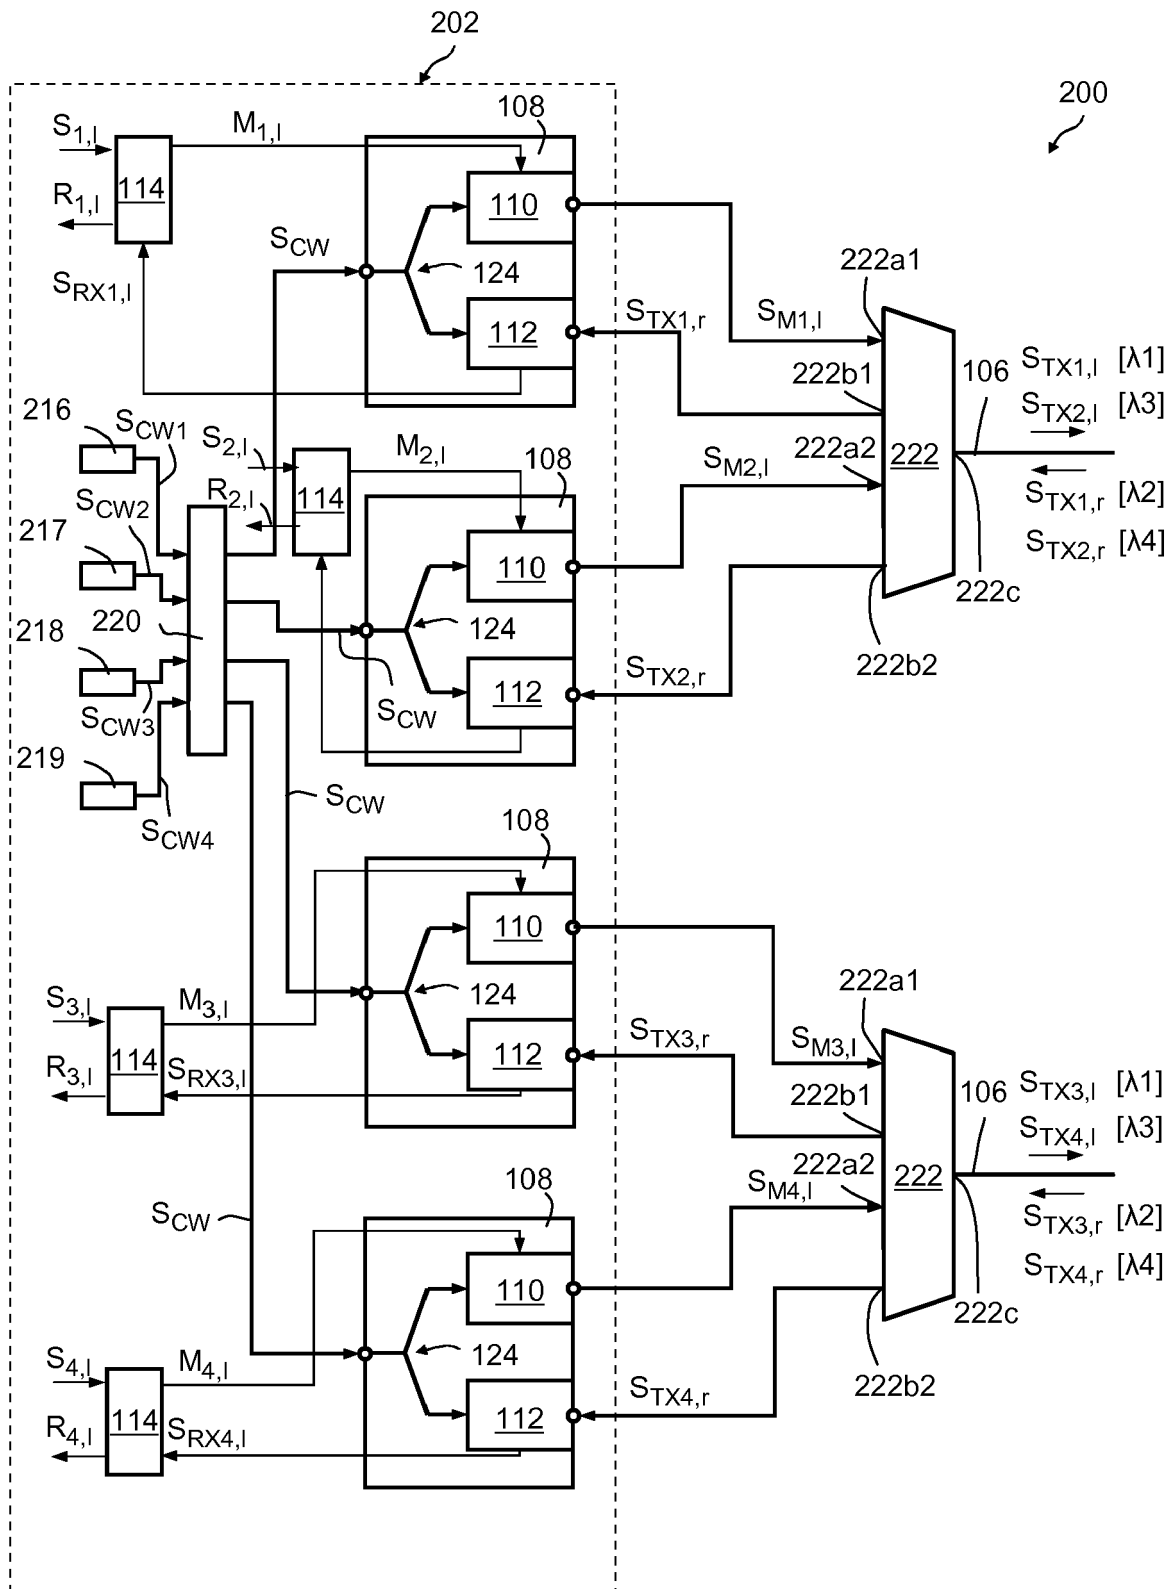 202
200
108
S1,l
M1,l
R1,l
114
110
SCW
124
222a1
SRX1,l
112
STX1,r
SM1,l
106
STX1,l [λ1]
222b1
216
SCW1
STX2,l [λ3]
S2,l
M2,l
108
222a2
222
SM2,l
SCW2
R2,l
114
STX1,r [λ2]
217
110
STX2,r [λ4]
222c
218
220
124
222b2
STX2,r
112
SCW3
SCW
219
SCW
SCW4
108
110
S3,l
M3,l
124
222a1
STX3,r
SM3,l
R3,l
114
SRX3,l
112
106
STX3,l [λ1]
222b1
STX4,l [λ3]
222a2
222
108
SM4,l
SCW
STX3,r [λ2]
110
STX4,r [λ4]
222c
S4,l
M4,l
124
222b2
STX4,r
R4,l
114
SRX4,l
112